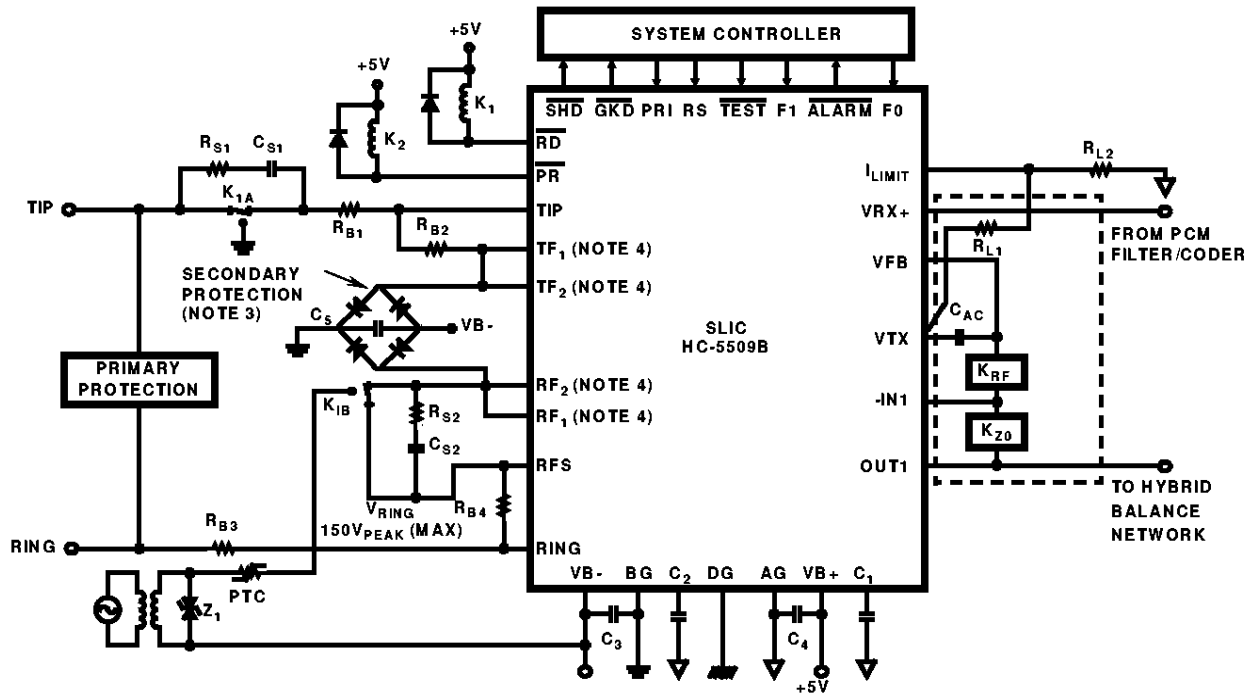 SYSTEM CONTROLLER
+5V
+5V
K1
K2
SHD GKD PRI RS TEST F1 ALARM F0
RD
PR
RS1 CS1
K1A
TIP
RB1
RB2
TIP
TF1 (NOTE 4)
TF2 (NOTE 4)
SECONDARY
PROTECTION
(NOTE 3)
CS
VB-
PRIMARY
PROTECTION
KIB
RF2 (NOTE 4)
RF1 (NOTE 4)
RS2
CS2
RFS
VRING
150VPEAK (MAX)
RB4
RB3
RING
RING
PTC
Z1
SLIC
HC-5509B
ILIMIT
RL2
VRX+
RL1
FROM PCM
FILTER/CODER
VFB
CAC
VTX
KRF
-IN1
KZ0
OUT1
TO HYBRID
BALANCE
NETWORK
VB- BG C2 DG AG VB+ C1
C3
C4
+5V